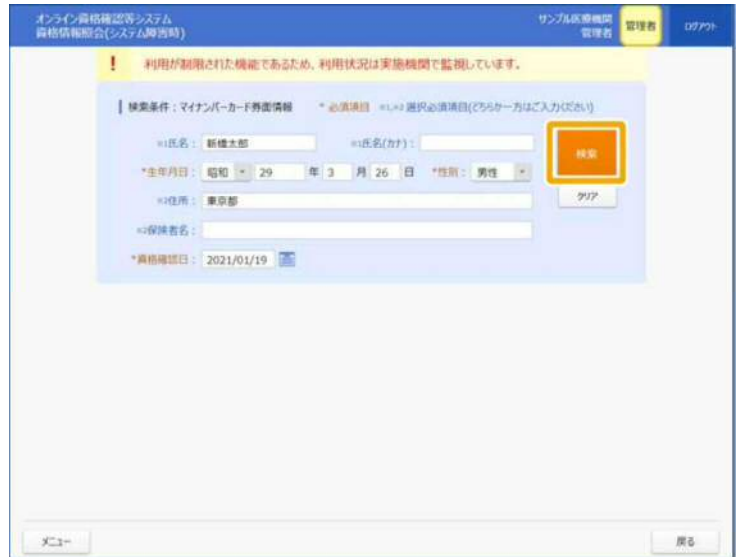 オンライン資格確認等システム
資格情報照会(システム障害時)
サンプル医療機関
管理者
管理者
ログアウト
! 利用が制限された機能であるため、利用状況は実施機関で監視しています。
検索条件:マイナンバーカード券面情報 * 必須項目 ※1,※2 選択必須項目(どちらか一方はご入力ください)
※1氏名: 新橋太郎 ※1氏名(カナ):
検索
*生年月日: 昭和 29 年 3 月 26 日 *性別: 男性
※2住所: 東京都
クリア
※2保険者名:
*資格確認日: 2021/01/19
メニュー
戻る